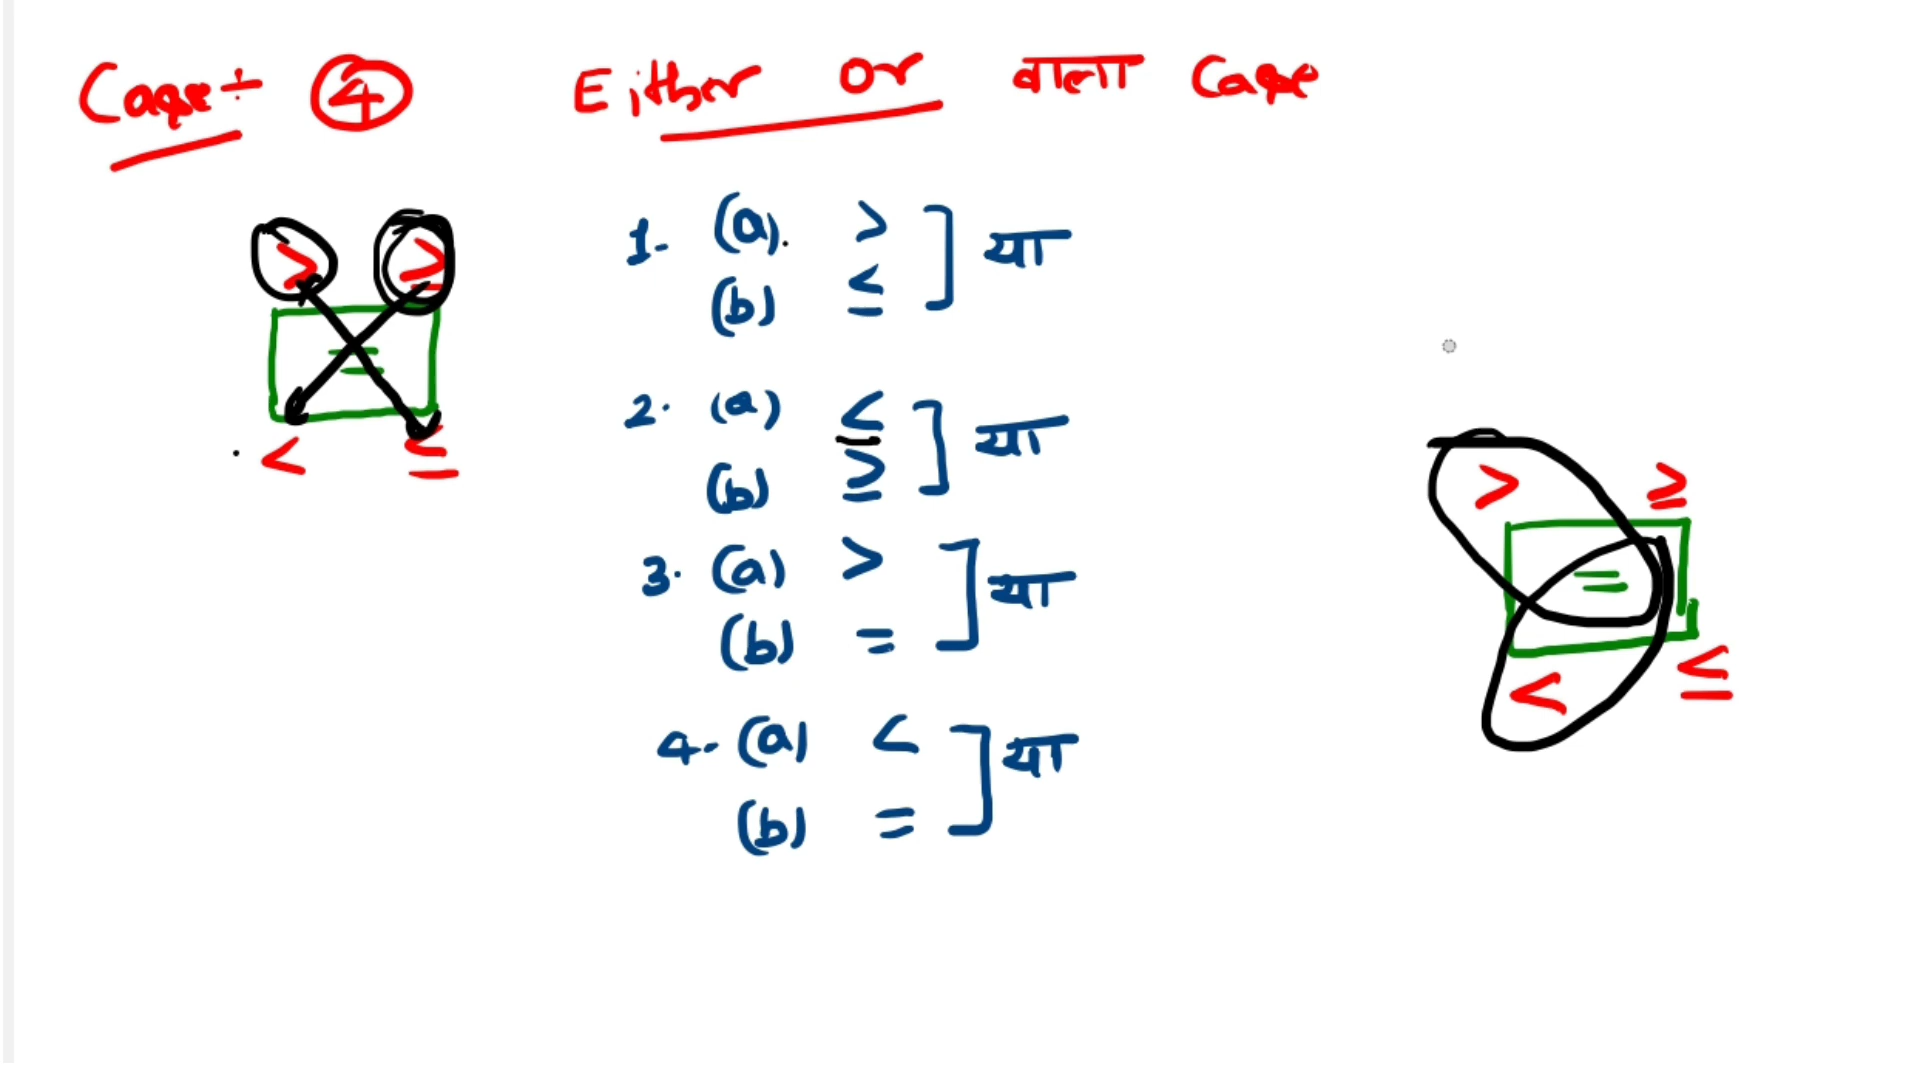 Case÷ ④ Either or वाला Case
> ≥
=
< ≤
1- (a). > ] या
(b) ≤
2. (a) < ] या
(b) ≥
3. (a) > ] या
(b) =
4- (a) < ] या
(b) =
> ≥
=
< ≤